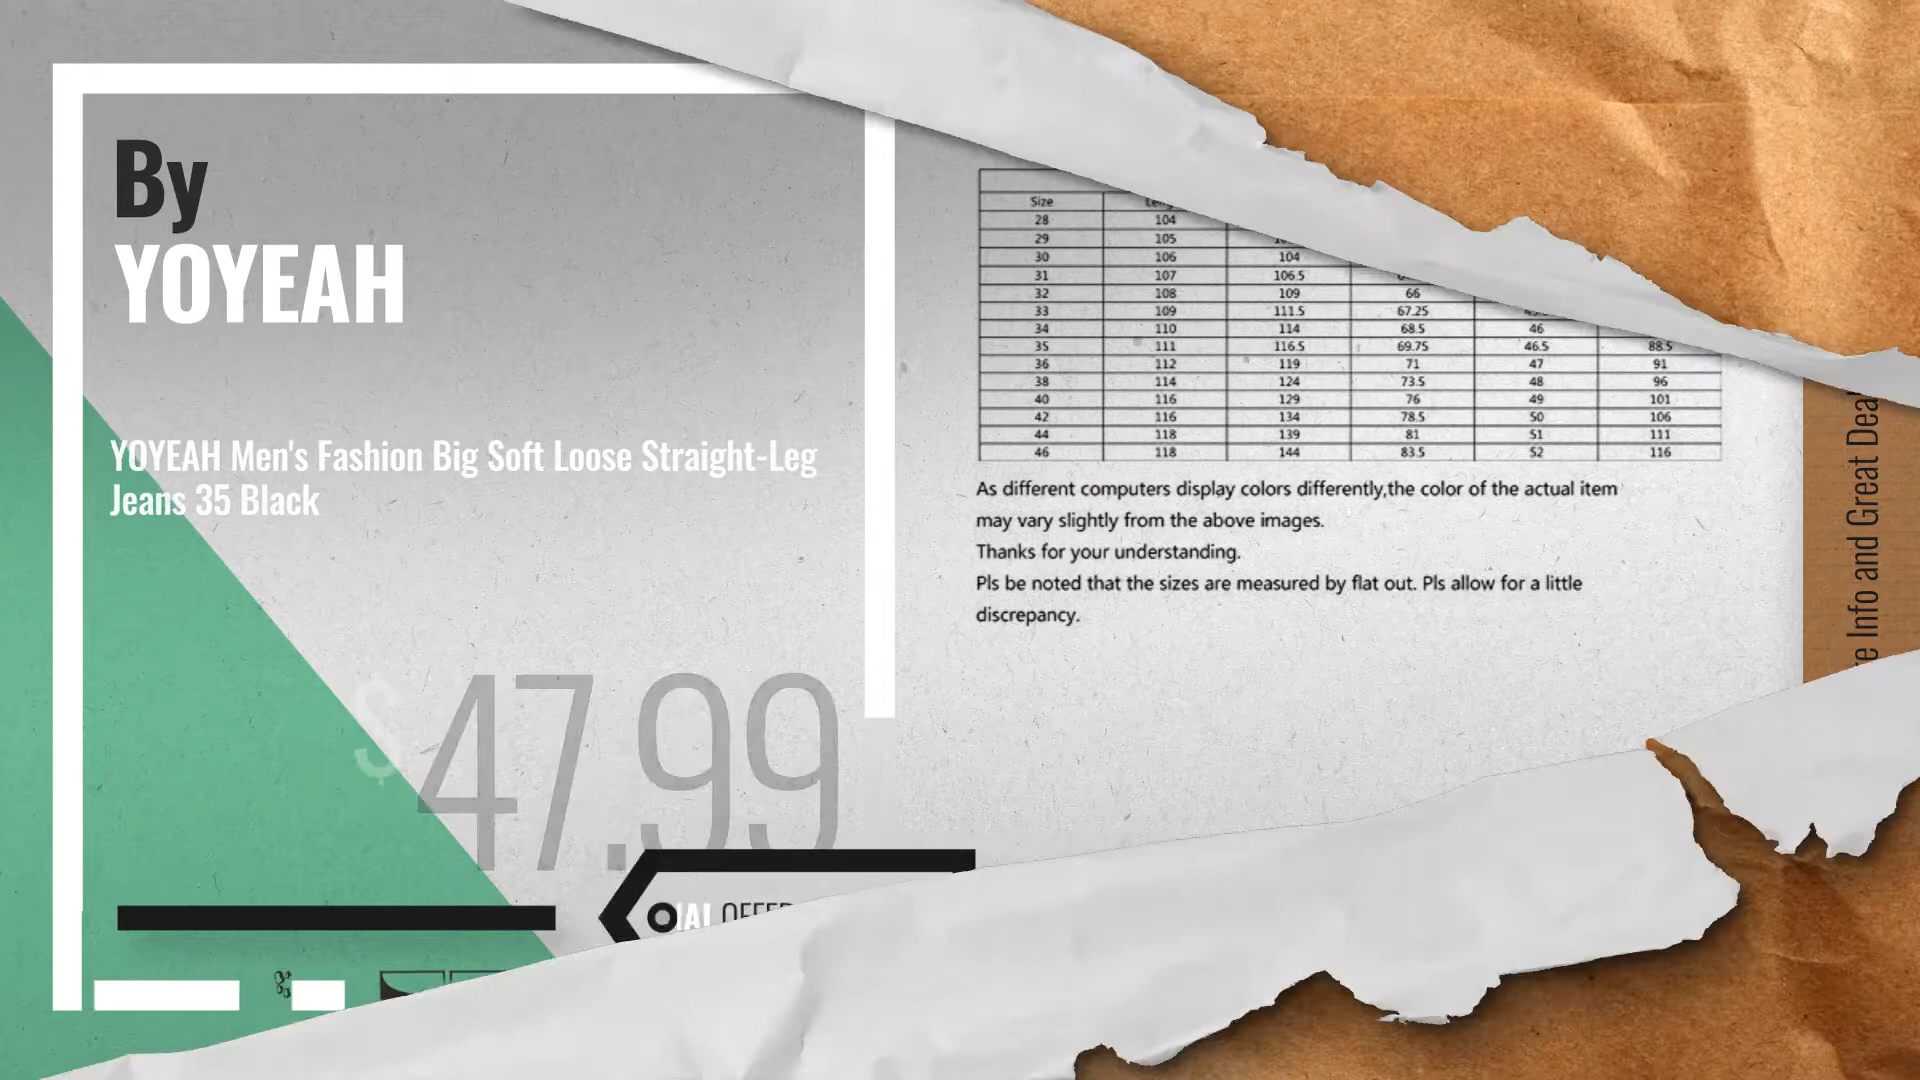 By
YOYEAH
YOYEAH Men's Fashion Big Soft Loose Straight-Leg
Jeans 35 Black
$47.99
OFFER
Size
28 104
29 105
30 106 104
31 107 106.5
32 108 109 66
33 109 111.5 67.25
34 110 114 68.5 46
35 111 116.5 69.75 46.5 88.5
36 112 119 71 47 91
38 114 124 73.5 48 96
40 116 129 76 49 101
42 116 134 78.5 50 106
44 118 139 81 51 111
46 118 144 83.5 52 116
As different computers display colors differently,the color of the actual item
may vary slightly from the above images.
Thanks for your understanding.
Pls be noted that the sizes are measured by flat out. Pls allow for a little
discrepancy.
Info and Great Deal